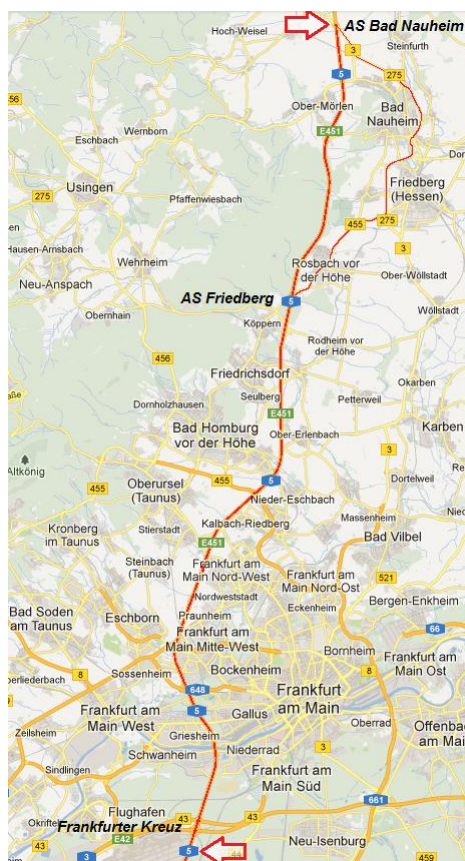 AS Bad Nauheim
Hoch-Weisel
3
Steinfurth
5
275
56
Ober-Mörlen
Bad
Nauheim
Wernborn
E451
Eschbach
Usingen
Friedberg
(Hessen)
275
Pfaffenwiesbach
455
275
Hausen-Arnsbach
Wehrheim
Rosbach vor
der Höhe
3
Ober-Wöllstadt
Neu-Anspach
AS Friedberg
5
Wöllstadt
Obernhain
Köppern
Rodheim vor
der Höhe
456
Friedrichsdorf
Okarben
Seulberg
Petterweil
Dornholzhausen
E451
Karben
Bad Homburg
vor der Höhe
3
Ober-Erlenbach
Altkönig
455
Oberursel
(Taunus)
455
5
Dortelweil
Nieder-Eschbach
Kronberg
im Taunus
Stierstadt
Kalbach-Riedberg
Massenheim
Bad Vilbel
E451
Steinbach
(Taunus)
Frankfurt am
Main Nord-West
Frankfurt am
Main Nord-Ost
521
Nordweststadt
Eckenheim
Bergen-Enkheim
Bad Soden
am Taunus
Eschborn
Praunheim
Frankfurt am
Main Mitte-West
66
Bornheim
Frankfurt am
Main Ost
Bockenheim
8
8
Sossenheim
648
Frankfurt
am Main
Frankfurt am
Main West
5
Gallus
Oberrad
Zeilsheim
Griesheim
3
Schwanheim
Niederrad
Sindlingen
Frankfurt am
Main Süd
661
Flughafen
43
43
Frankfurter Kreuz
43
E42
3
5
44
Neu-Isenburg
459